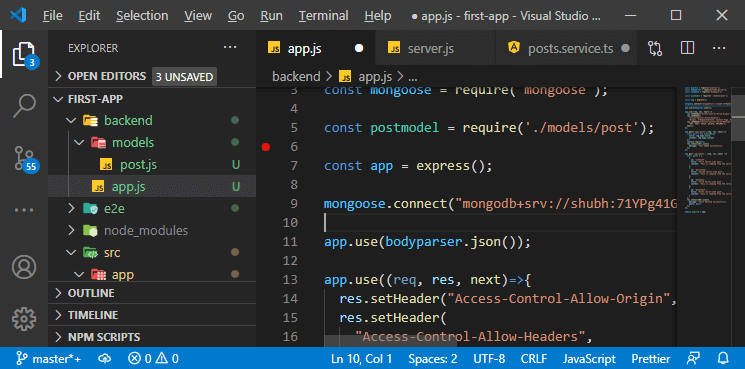 File Edit Selection View Go Run Terminal Help ● app.js - first-app - Visual Studio ...
EXPLORER ...
OPEN EDITORS 3 UNSAVED
FIRST-APP
backend
models
post.js U
app.js U
e2e
node_modules
src
app
OUTLINE
TIMELINE
NPM SCRIPTS
3
55
JS app.js ● JS server.js posts.service.ts ...
backend > JS app.js > ...
3 const mongoose = require('mongoose');
4
5 const postmodel = require('./models/post');
6
7 const app = express();
8
9 mongoose.connect("mongodb+srv://shubh:71YPg41G
10
11 app.use(bodyparser.json());
12
13 app.use((req, res, next)=>{
14 res.setHeader("Access-Control-Allow-Origin",
15 res.setHeader(
16 "Access-Control-Allow-Headers",
master*+ 0 0 Ln 10, Col 1 Spaces: 2 UTF-8 CRLF JavaScript Prettier